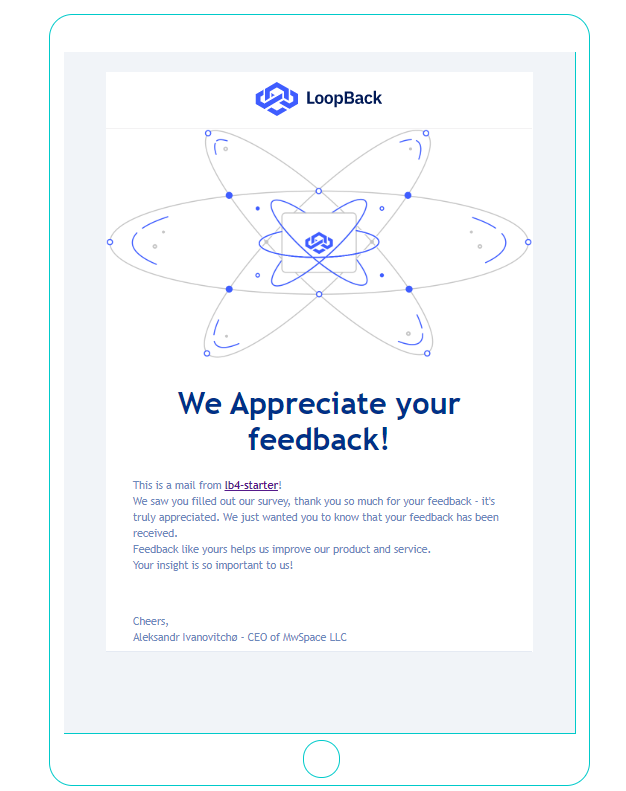 LoopBack
We Appreciate your
feedback!
This is a mail from lb4-starter!
We saw you filled out our survey, thank you so much for your feedback - it's
truly appreciated. We just wanted you to know that your feedback has been
received.
Feedback like yours helps us improve our product and service.
Your insight is so important to us!
Cheers,
Aleksandr Ivanovitchø - CEO of MwSpace LLC